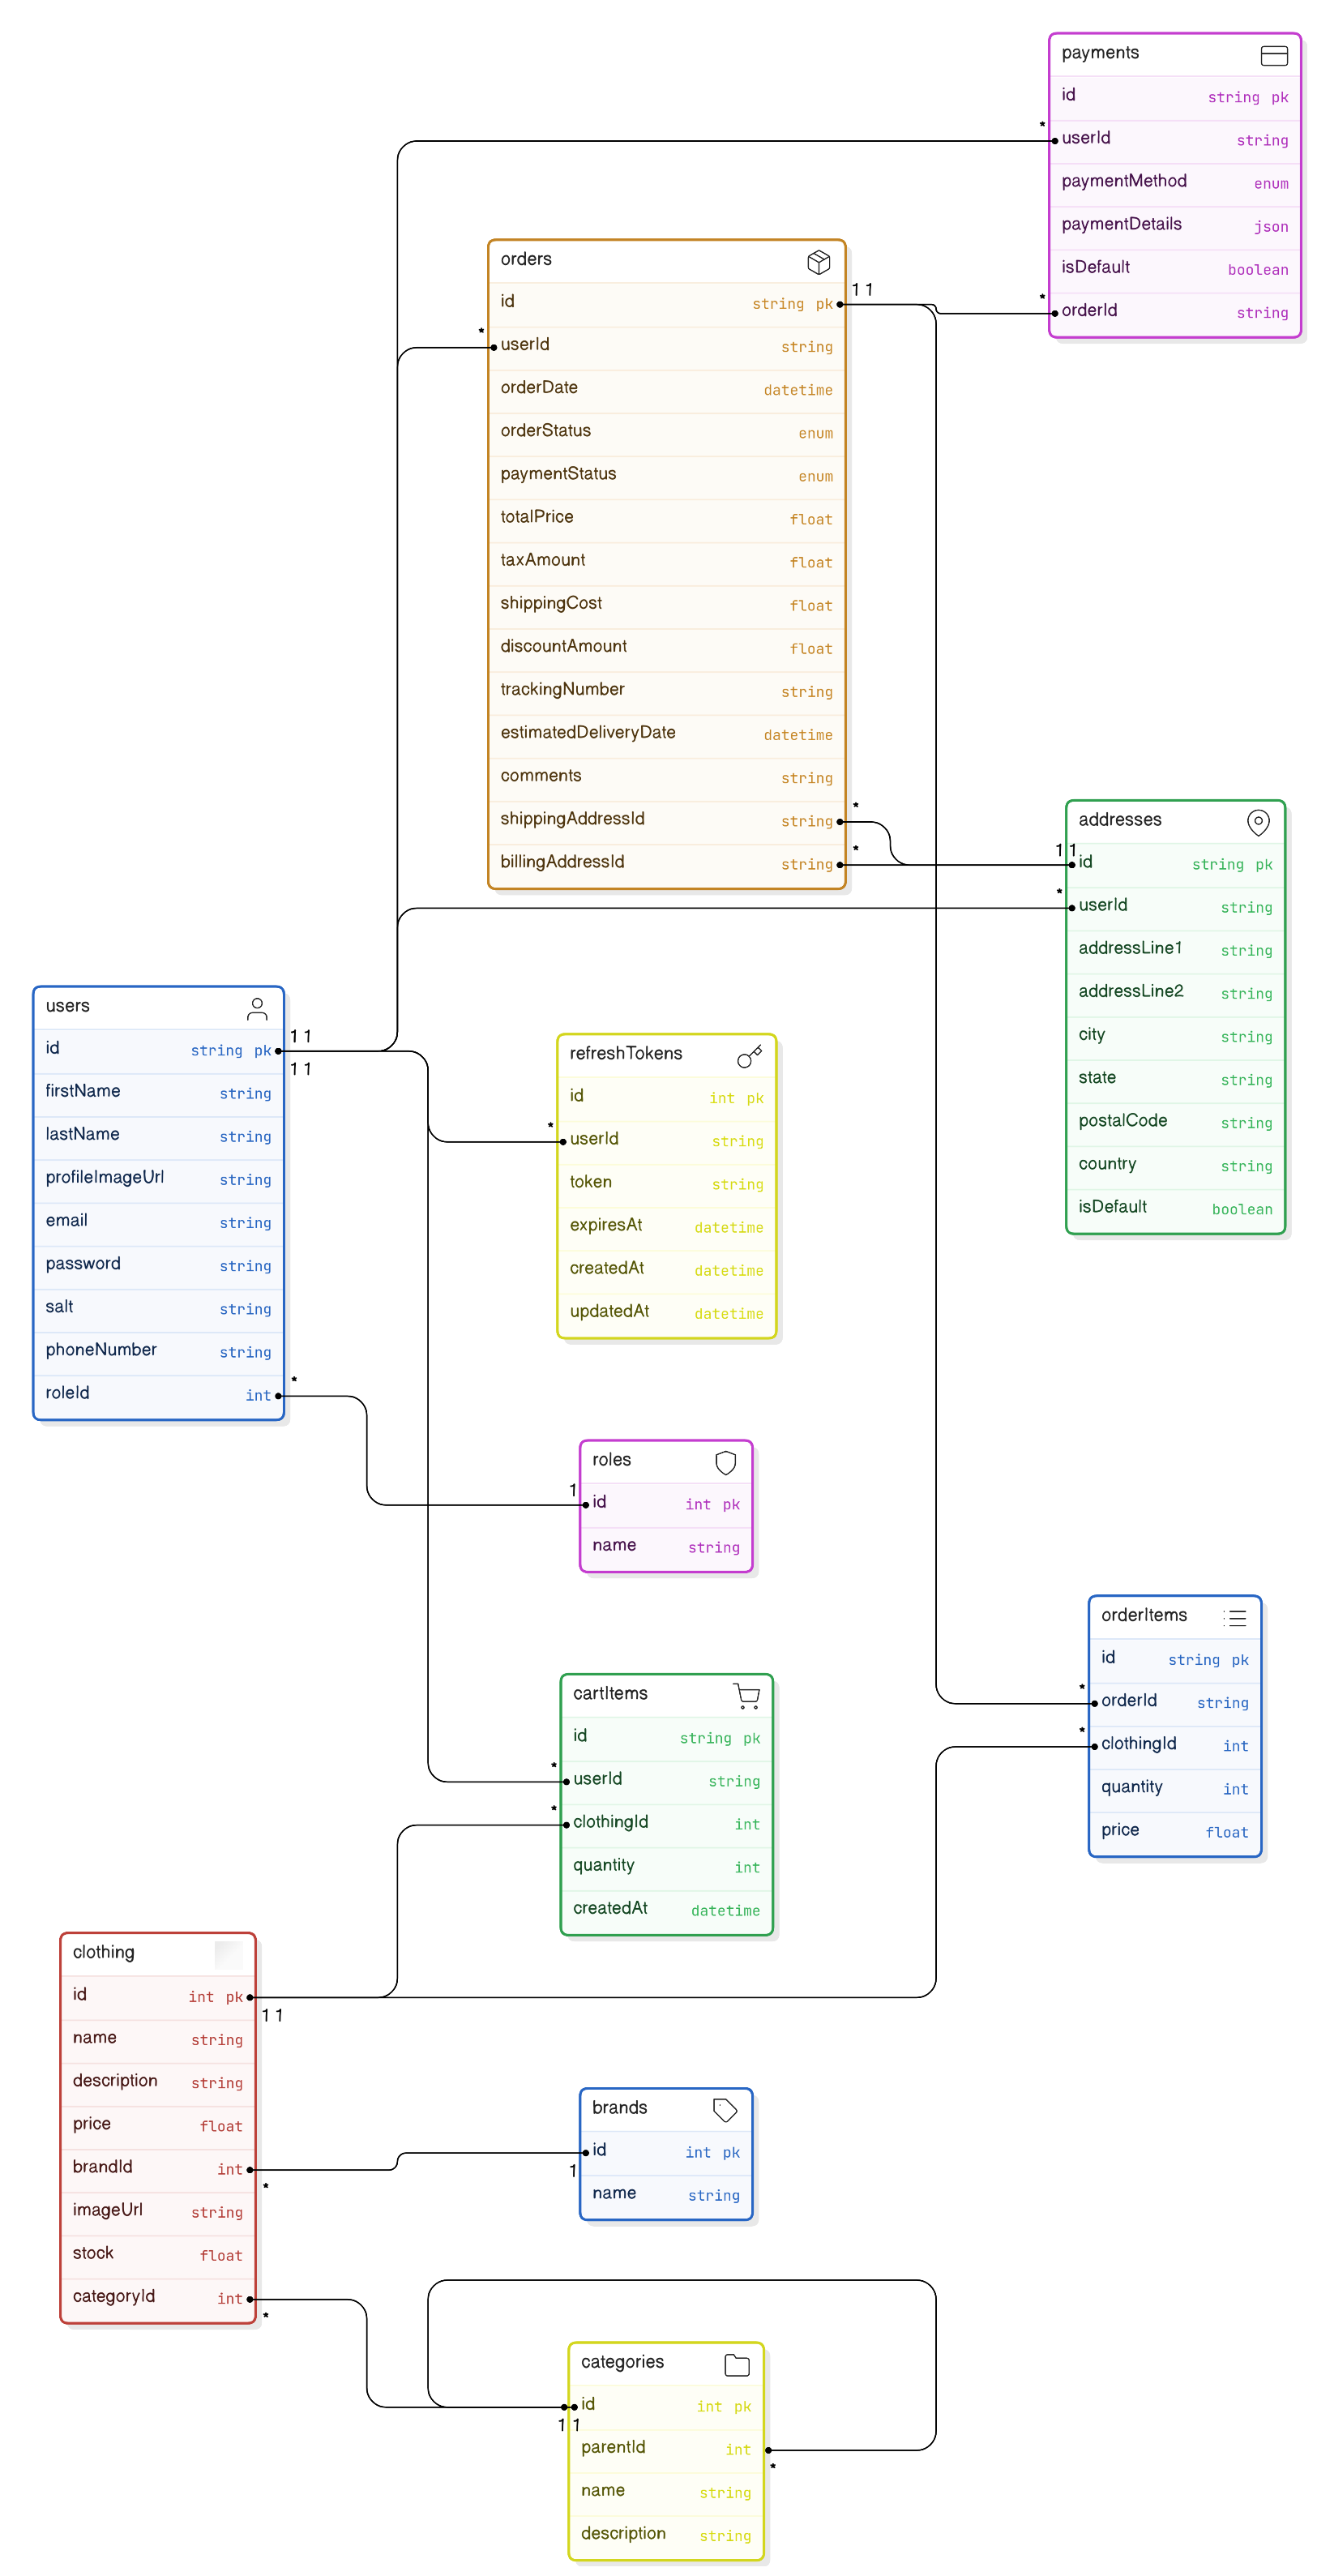 payments
id string pk
*
userId string
paymentMethod enum
paymentDetails json
isDefault boolean
*
orderId string
orders
id string pk
1 1
*
userId string
orderDate datetime
orderStatus enum
paymentStatus enum
totalPrice float
taxAmount float
shippingCost float
discountAmount float
trackingNumber string
estimatedDeliveryDate datetime
comments string
*
shippingAddressId string
*
billingAddressId string
addresses
1 1
id string pk
*
userId string
addressLine1 string
addressLine2 string
city string
state string
postalCode string
country string
isDefault boolean
users
1 1
id string pk
1 1
firstName string
lastName string
profileImageUrl string
email string
password string
salt string
phoneNumber string
*
roleId int
refreshTokens
id int pk
*
userId string
token string
expiresAt datetime
createdAt datetime
updatedAt datetime
roles
1
id int pk
name string
orderItems
id string pk
*
orderId string
*
clothingId int
quantity int
price float
cartItems
id string pk
*
userId string
*
clothingId int
quantity int
createdAt datetime
clothing
id int pk
1 1
name string
description string
price float
brandId int
*
imageUrl string
stock float
categoryId int
*
brands
id int pk
1
name string
categories
id int pk
1 1
parentId int
*
name string
description string